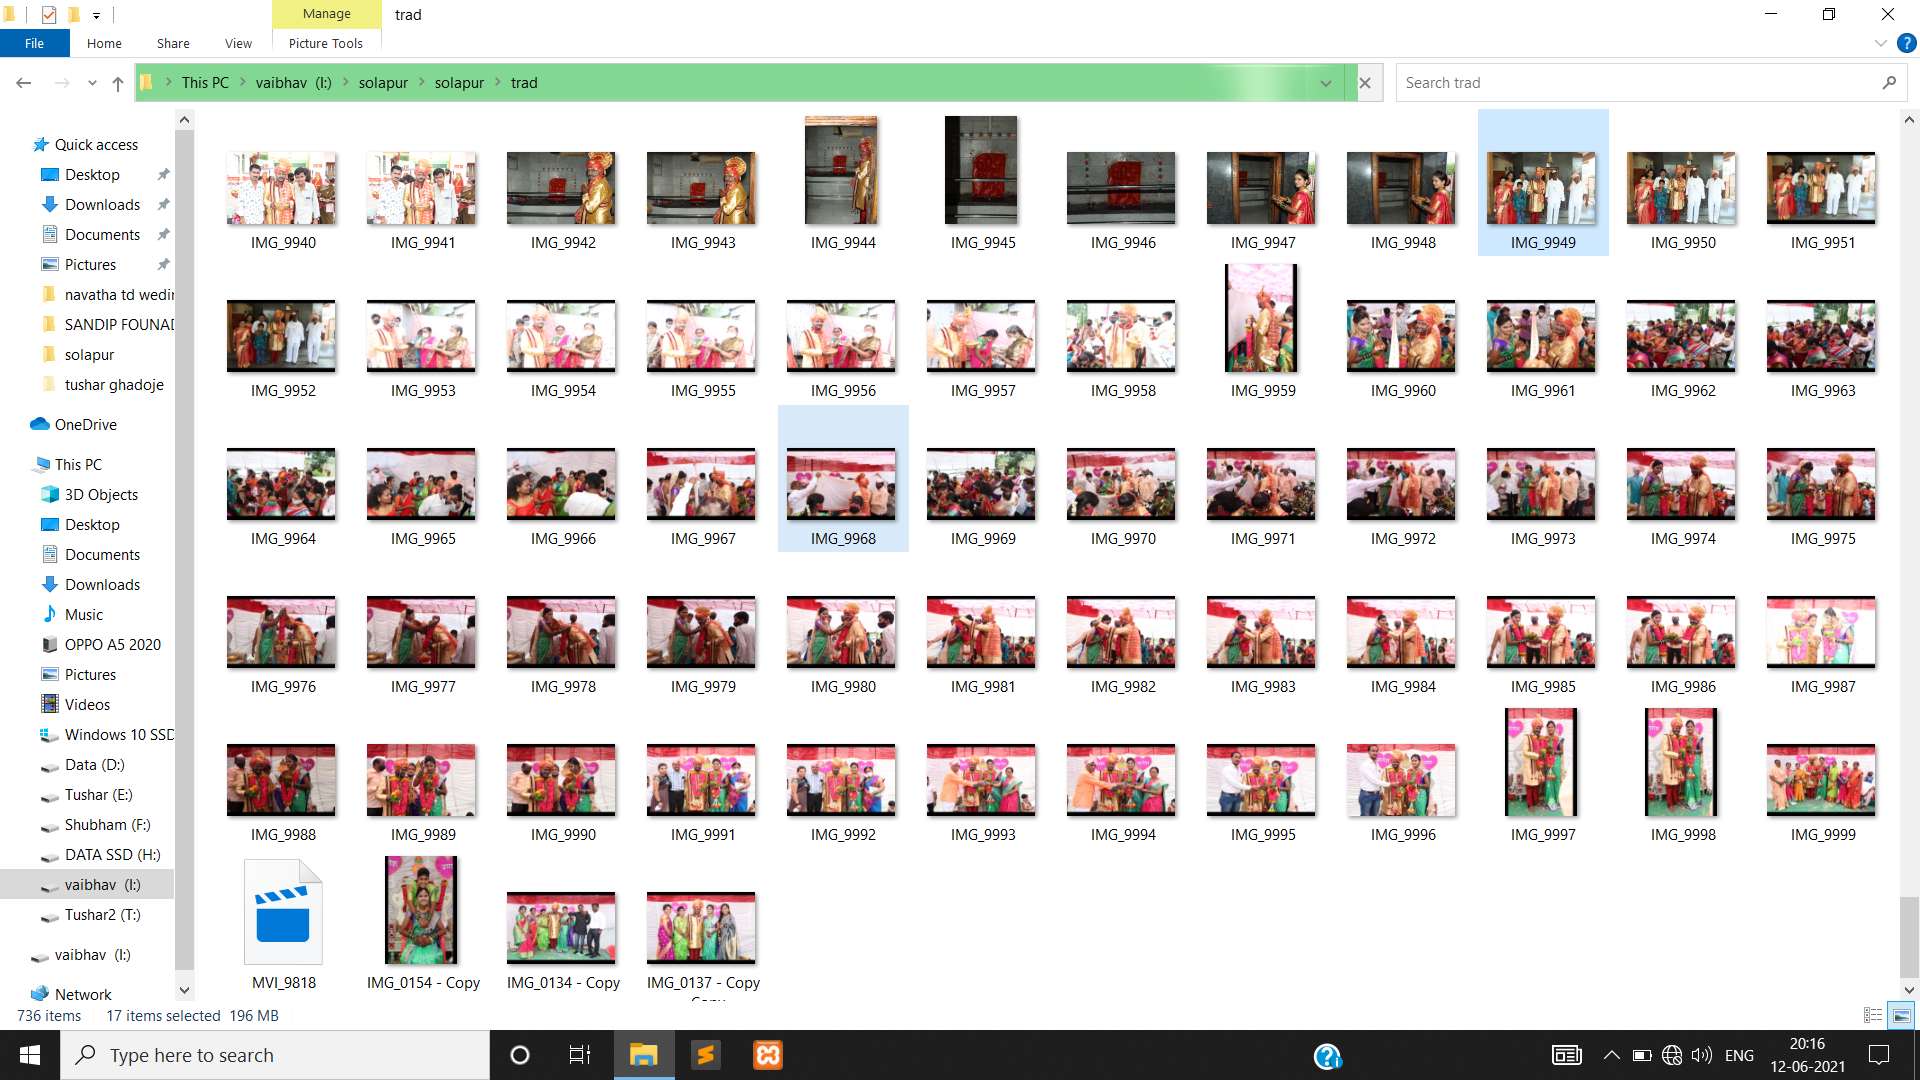 Manage
trad
File
Home
Share
View
Picture Tools
This PC
vaibhav (I:)
solapur
solapur
trad
Search trad
Quick access
Desktop
Downloads
Documents
Pictures
navatha td wedin
SANDIP FOUNAD
solapur
tushar ghadoje
OneDrive
This PC
3D Objects
Desktop
Documents
Downloads
Music
OPPO A5 2020
Pictures
Videos
Windows 10 SSD
Data (D:)
Tushar (E:)
Shubham (F:)
DATA SSD (H:)
vaibhav (I:)
Tushar2 (T:)
vaibhav (I:)
Network
IMG_9940 IMG_9941 IMG_9942 IMG_9943 IMG_9944 IMG_9945 IMG_9946 IMG_9947 IMG_9948 IMG_9949 IMG_9950 IMG_9951
IMG_9952 IMG_9953 IMG_9954 IMG_9955 IMG_9956 IMG_9957 IMG_9958 IMG_9959 IMG_9960 IMG_9961 IMG_9962 IMG_9963
IMG_9964 IMG_9965 IMG_9966 IMG_9967 IMG_9968 IMG_9969 IMG_9970 IMG_9971 IMG_9972 IMG_9973 IMG_9974 IMG_9975
IMG_9976 IMG_9977 IMG_9978 IMG_9979 IMG_9980 IMG_9981 IMG_9982 IMG_9983 IMG_9984 IMG_9985 IMG_9986 IMG_9987
IMG_9988 IMG_9989 IMG_9990 IMG_9991 IMG_9992 IMG_9993 IMG_9994 IMG_9995 IMG_9996 IMG_9997 IMG_9998 IMG_9999
MVI_9818 IMG_0154 - Copy IMG_0134 - Copy IMG_0137 - Copy
736 items 17 items selected 196 MB
Type here to search
ENG
20:16
12-06-2021